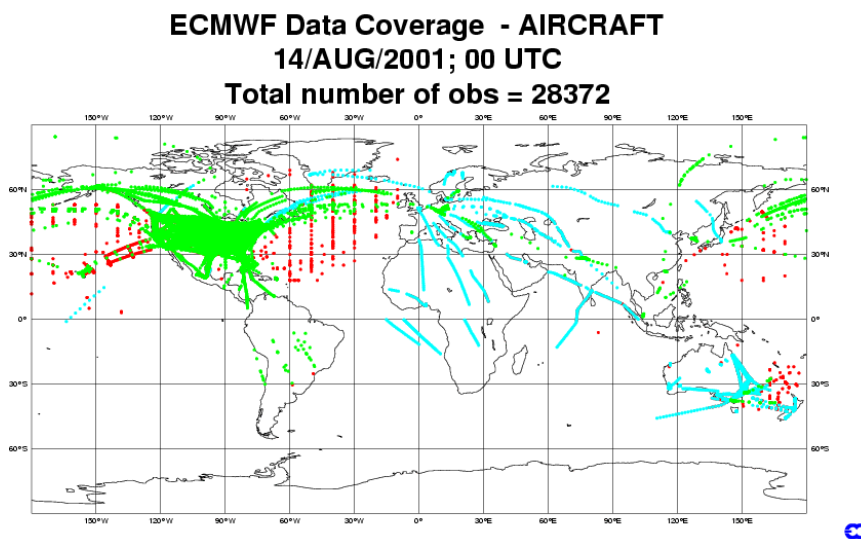 ECMWF Data Coverage - AIRCRAFT
14/AUG/2001; 00 UTC
Total number of obs = 28372
150°W 120°W 90°W 60°W 30°W 0° 30°E 60°E 90°E 120°E 150°E
60°N 60°N
30°N 30°N
0° 0°
30°S 30°S
60°S 60°S
150°W 120°W 90°W 60°W 30°W 0° 30°E 60°E 90°E 120°E 150°E